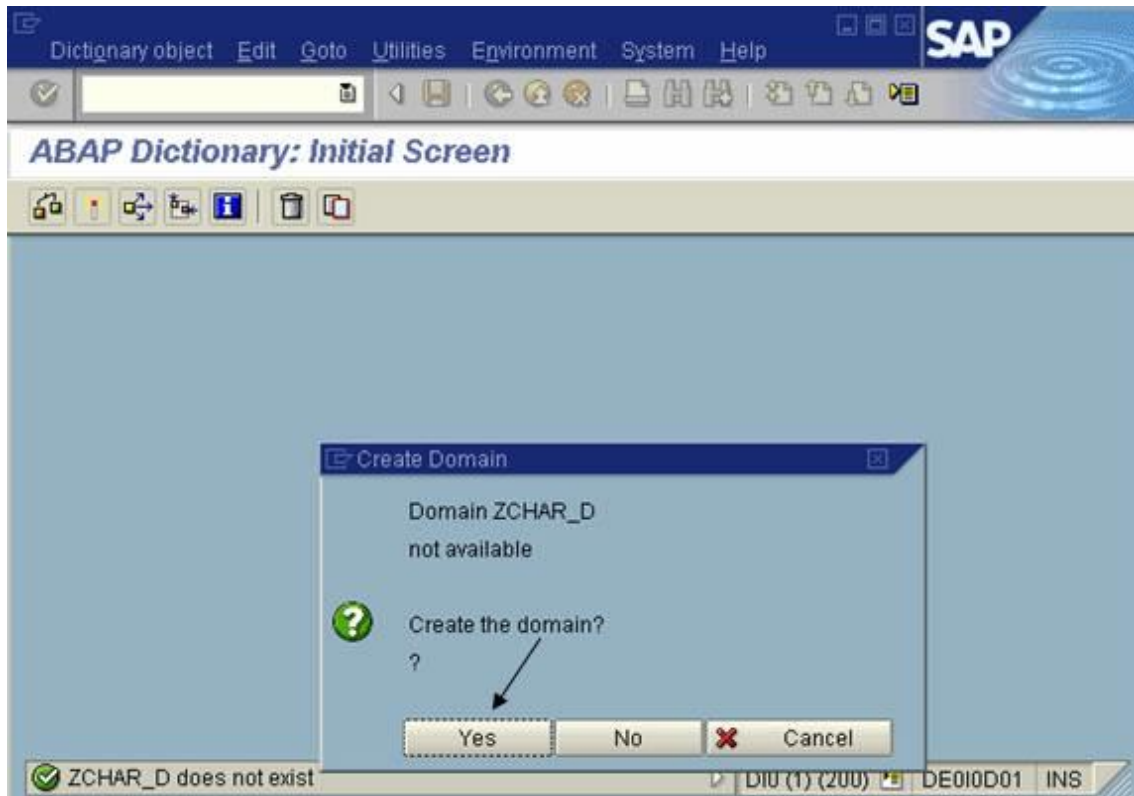 Dictionary object Edit Goto Utilities Environment System Help
SAP
ABAP Dictionary: Initial Screen
Create Domain
Domain ZCHAR_D
not available
Create the domain?
?
Yes No Cancel
ZCHAR_D does not exist DI0 (1) (200) DE0I0D01 INS